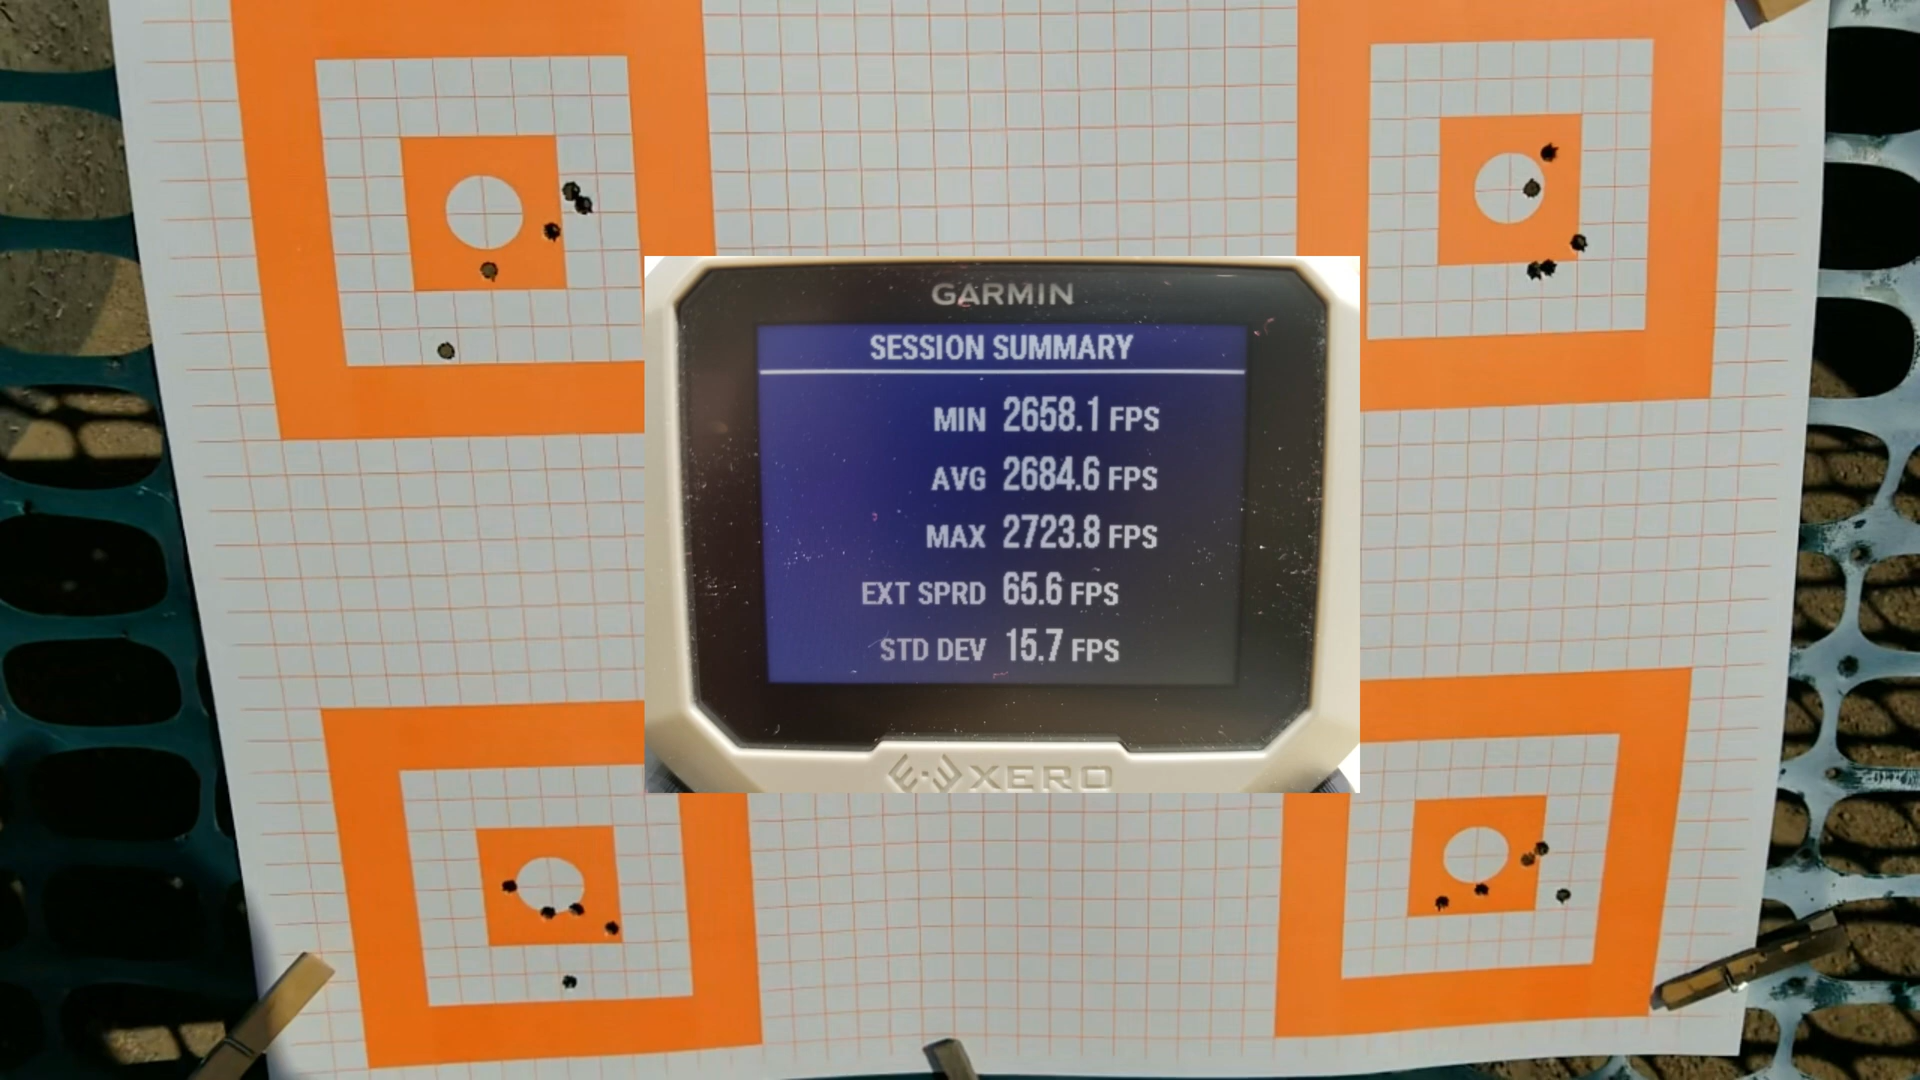 GARMIN
SESSION SUMMARY
MIN 2658.1 FPS
AVG 2684.6 FPS
MAX 2723.8 FPS
EXT SPRD 65.6 FPS
STD DEV 15.7 FPS
XERO